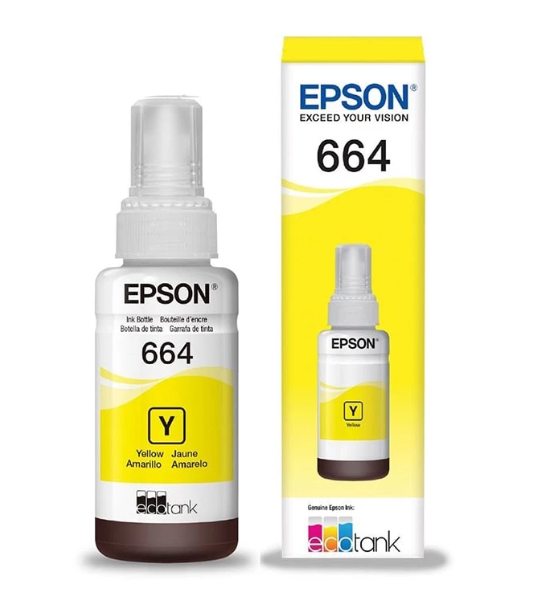 EPSON®
Ink Bottle Bouteille d'encre
Botella de tinta Garrafa de tinta
664
Y
Yellow Jaune
Amarillo Amarelo
ecotank
EPSON®
EXCEED YOUR VISION
664
EPSON
Y
Yellow
Genuine Epson Ink:
ecotank